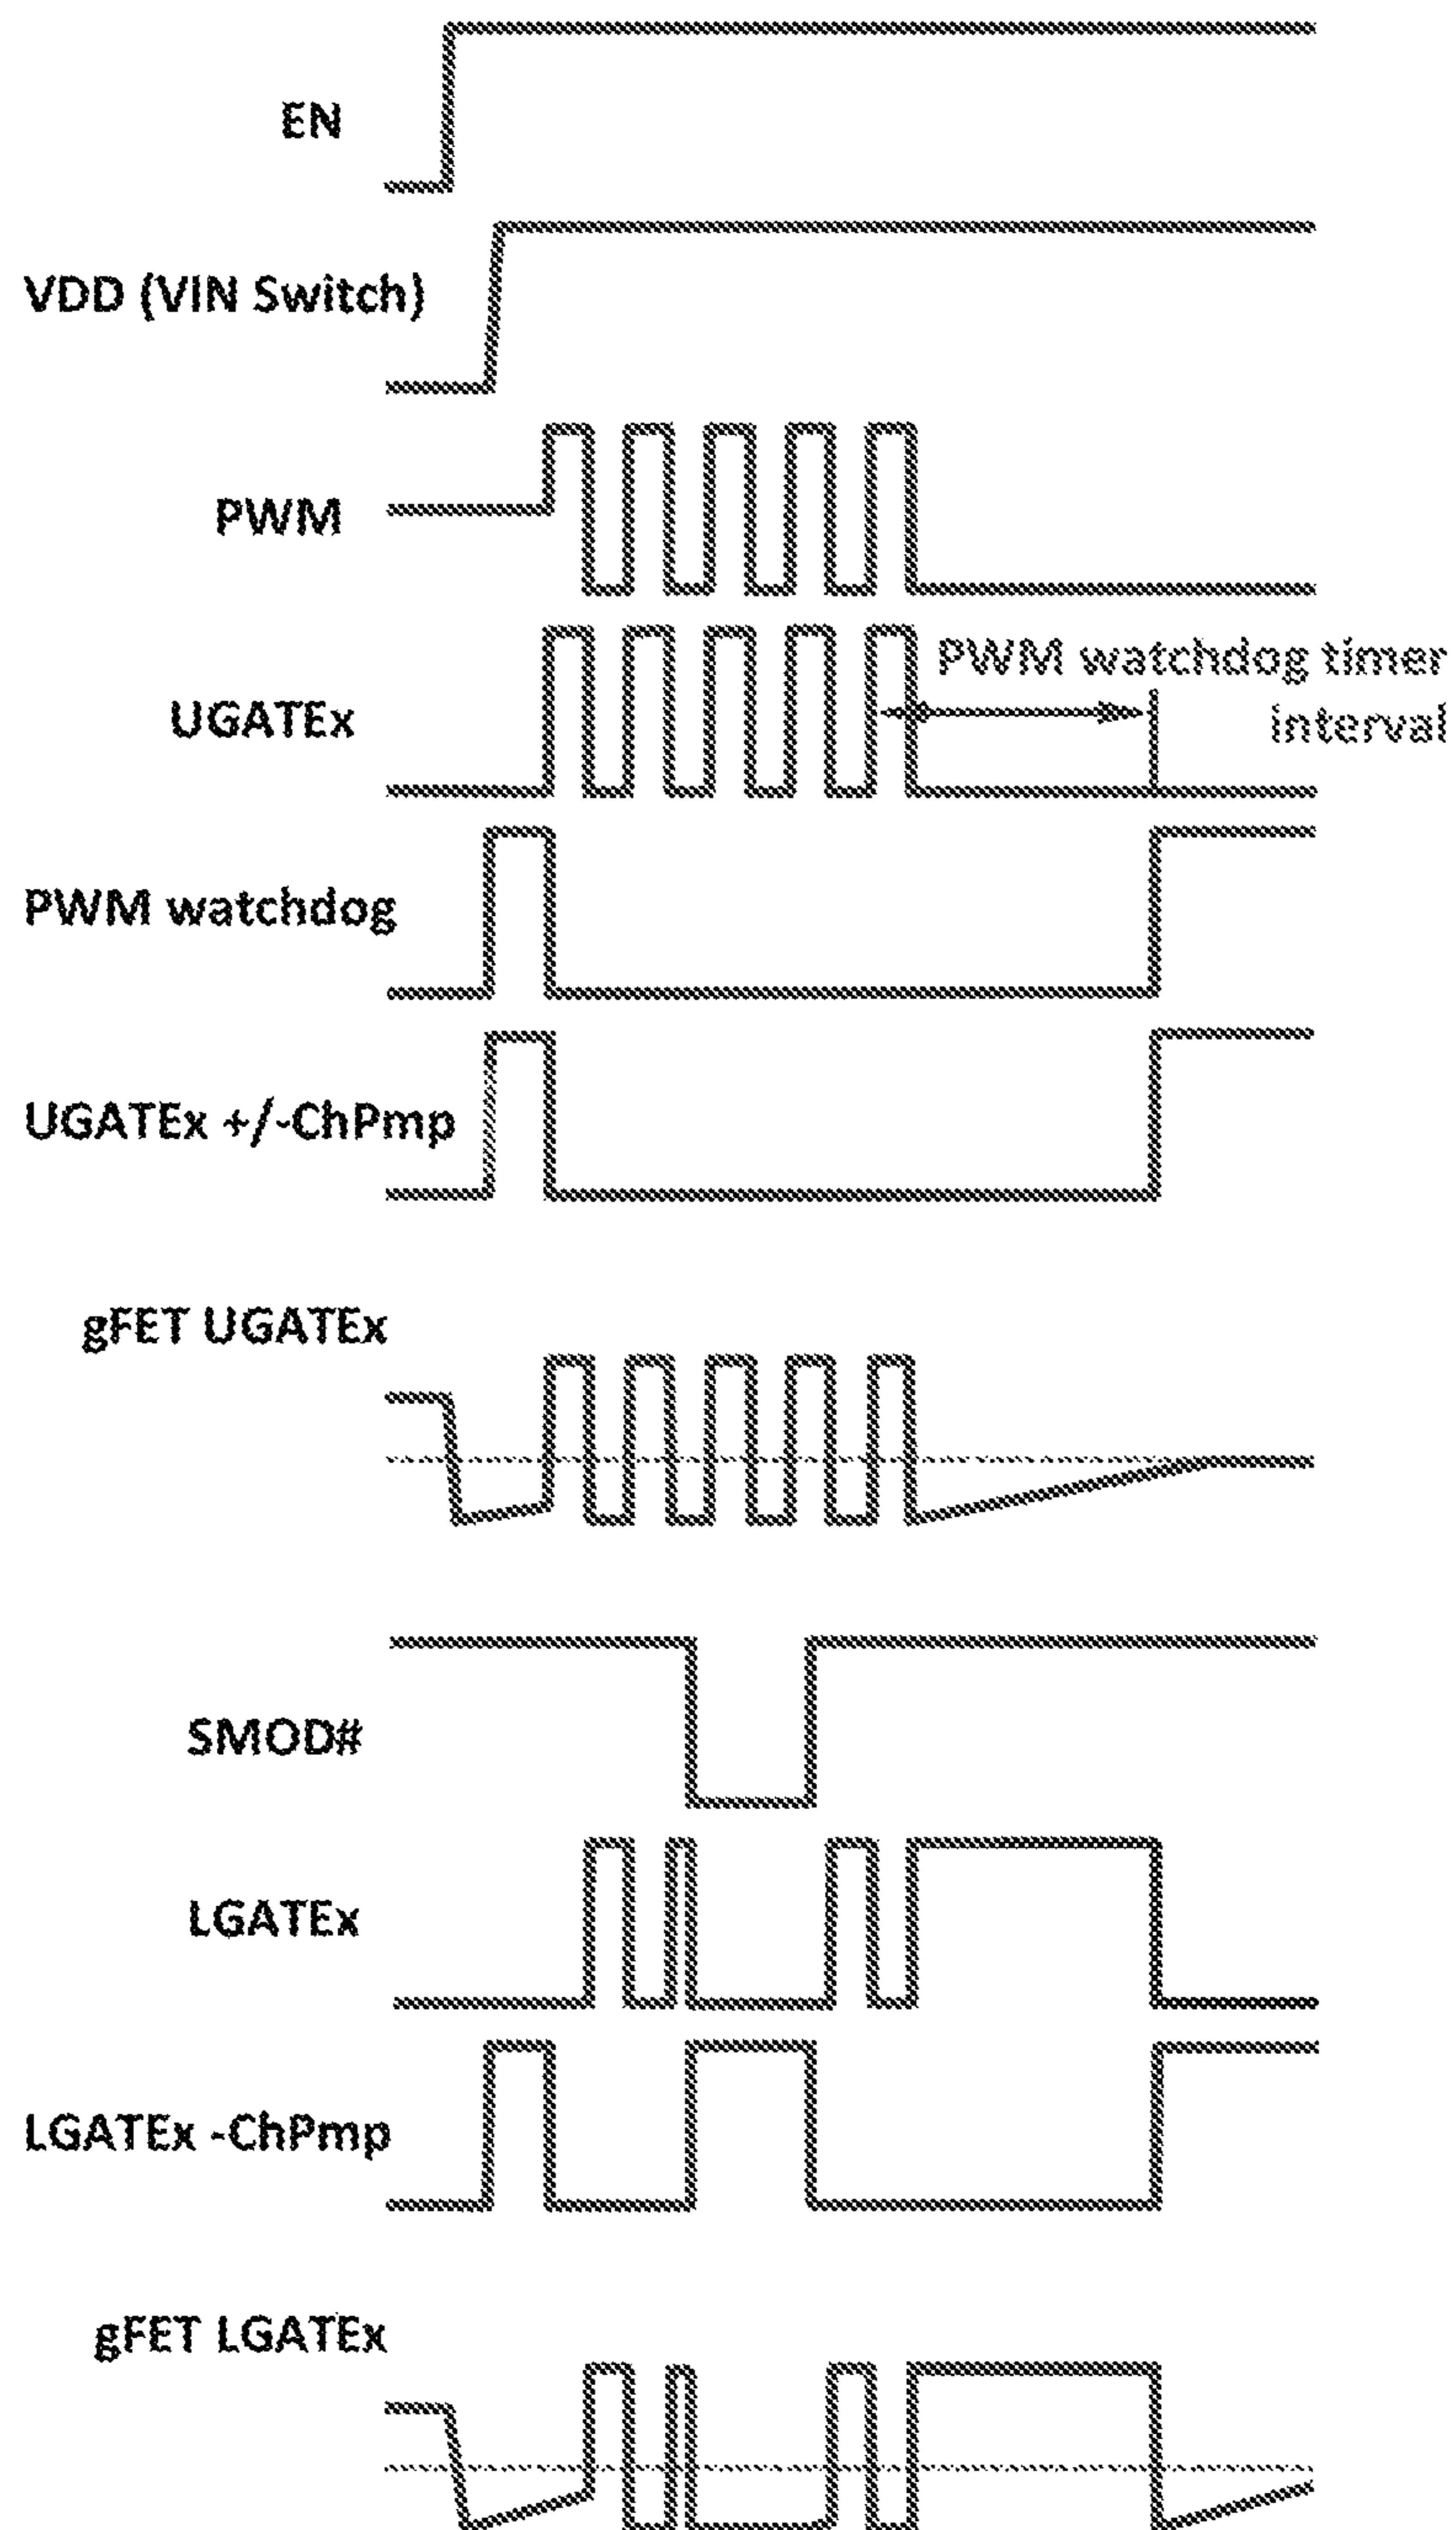 EN
VDD (VIN Switch)
PWM
UGATEx
PWM watchdog timer
interval
PWM watchdog
UGATEx +/-ChPmp
gFET UGATEx
SMOD#
LGATEx
LGATEx -ChPmp
gFET LGATEx